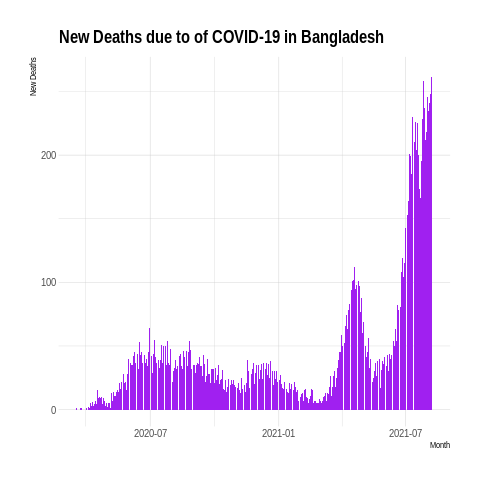 New Deaths due to of COVID-19 in Bangladesh
New Deaths
200
100
0
2020-07 2021-01 2021-07
Month